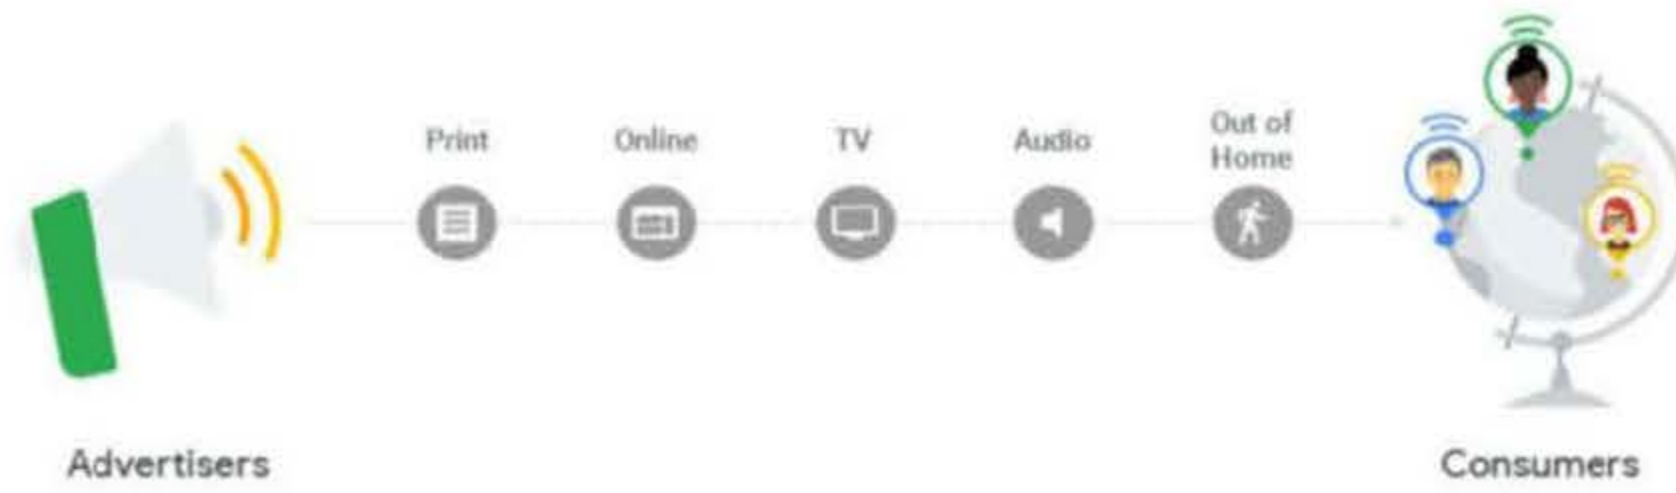 Print
Online
TV
Audio
Out of
Home
Advertisers
Consumers